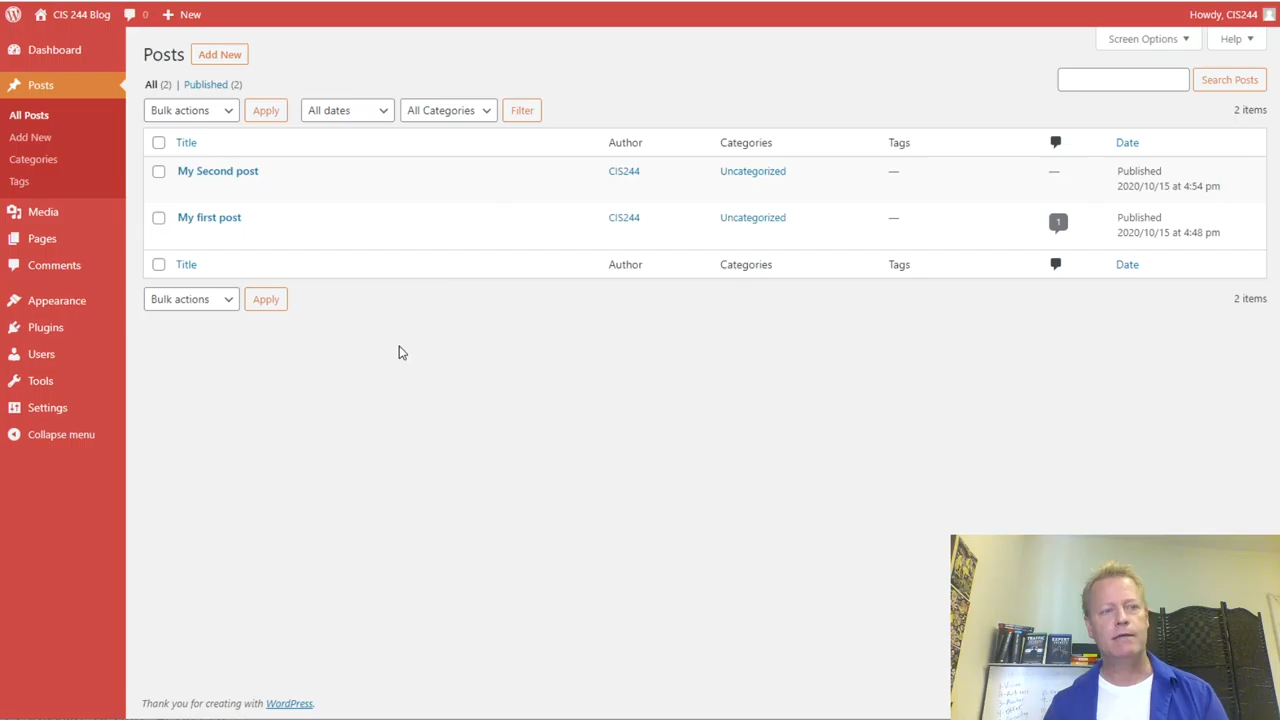 CIS 244 Blog 0 New Howdy, CIS244
Dashboard
Posts
All Posts
Add New
Categories
Tags
Media
Pages
Comments
Appearance
Plugins
Users
Tools
Settings
Collapse menu
Screen Options Help
Posts Add New
All (2) | Published (2)
Search Posts
Bulk actions Apply All dates All Categories Filter 2 items
Title Author Categories Tags Date
My Second post CIS244 Uncategorized — — Published
2020/10/15 at 4:54 pm
My first post CIS244 Uncategorized — 1 Published
2020/10/15 at 4:48 pm
Title Author Categories Tags Date
Bulk actions Apply 2 items
TRAFFIC
EXPERT
Thank you for creating with WordPress.